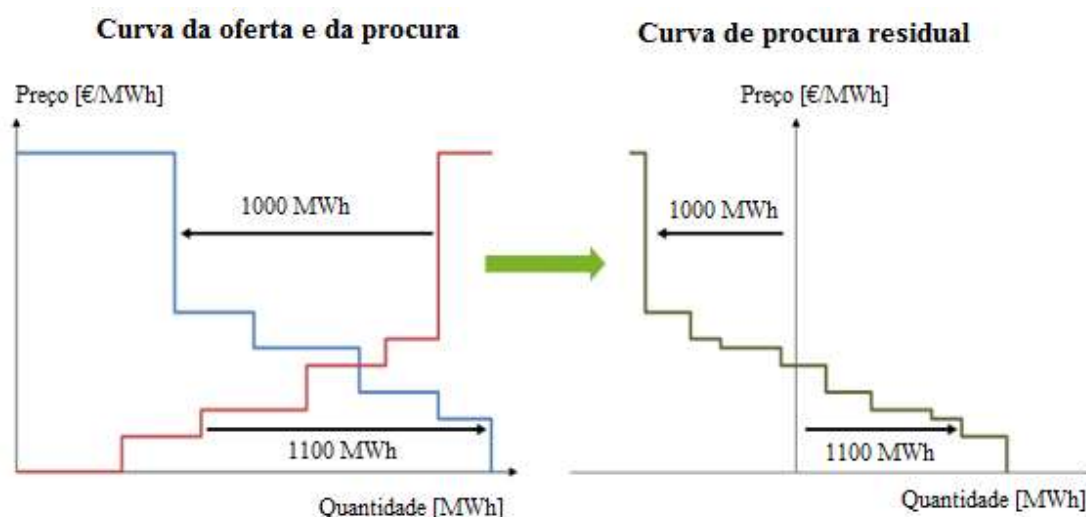 Curva da oferta e da procura
Curva de procura residual
Preço [€/MWh]
Preço [€/MWh]
1000 MWh
1000 MWh
1100 MWh
1100 MWh
Quantidade [MWh]
Quantidade [MWh]